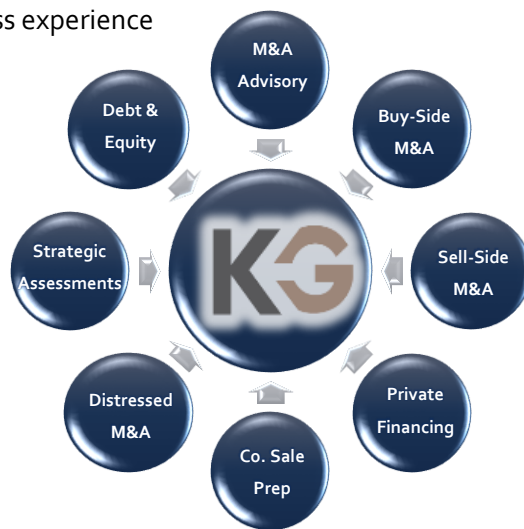 ss experience
M&A
Advisory
Debt &
Equity
Buy-Side
M&A
Strategic
Assessments
KG
Sell-Side
M&A
Distressed
M&A
Private
Financing
Co. Sale
Prep